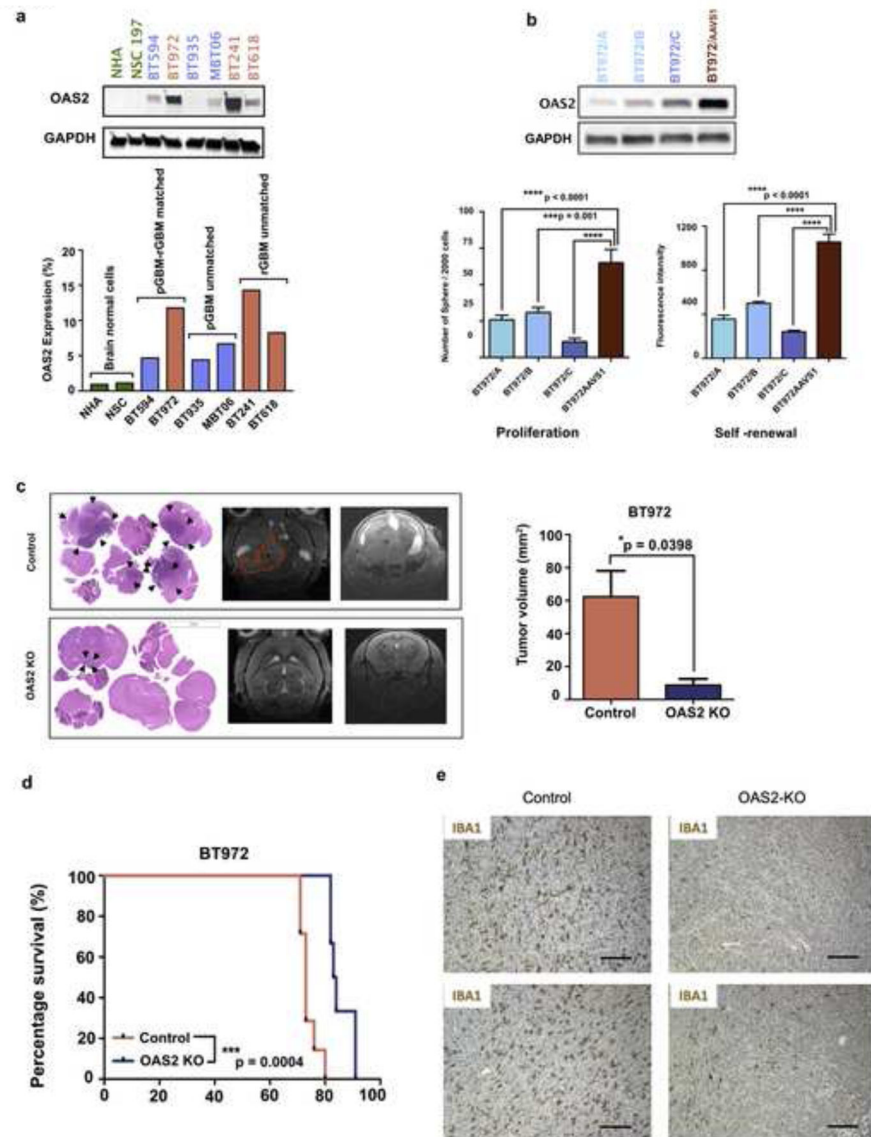 a
NHA
NSC 197
BT594
BT972
BT935
MBT06
BT241
BT618
OAS2
GAPDH
OAS2 Expression (%)
20
15
10
5
0
Brain normal cells
pGBM-rGBM matched
pGBM unmatched
rGBM unmatched
NHA
NSC
BT594
BT972
BT935
MBT06
BT241
BT618
b
BT972/A
BT972/B
BT972/C
BT972/AAVS1
OAS2
GAPDH
Number of Sphere / 2000 cells
100
75
50
25
0
**** p < 0.0001
***p = 0.001
****
BT972/A
BT972/B
BT972/C
BT972AAVS1
Proliferation
Fluorescence intensity
1200
800
400
0
**** p < 0.0001
****
****
BT972/A
BT972/B
BT972/C
BT972AAVS1
Self -renewal
c
Control
OAS2 KO
BT972
Tumor volume (mm²)
100
80
60
40
20
0
*p = 0.0398
Control
OAS2 KO
d
BT972
Percentage survival (%)
100
80
60
40
20
0
Control
OAS2 KO
*** p = 0.0004
0
20
40
60
80
100
e
Control
OAS2-KO
IBA1
IBA1
IBA1
IBA1